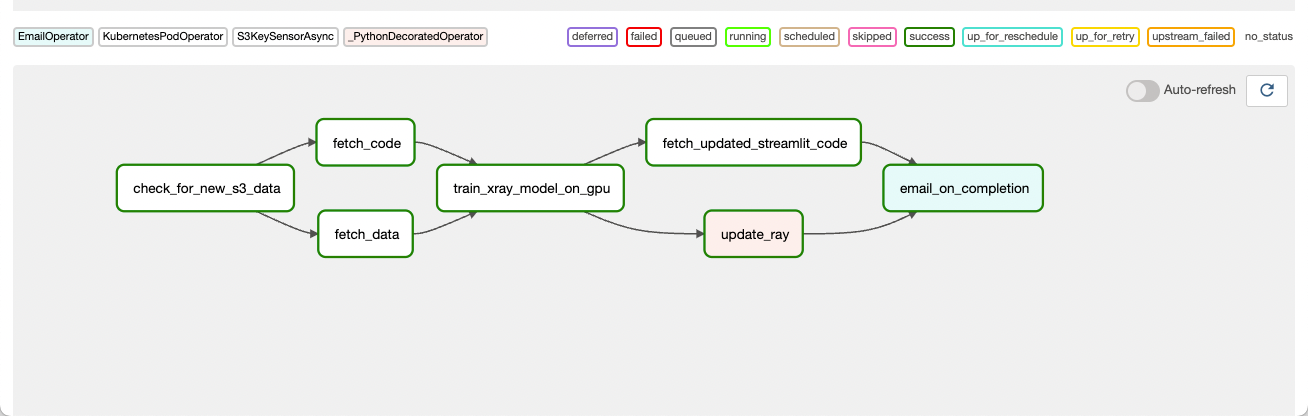 EmailOperator KubernetesPodOperator S3KeySensorAsync _PythonDecoratedOperator deferred failed queued running scheduled skipped success up_for_reschedule up_for_retry upstream_failed no_status
Auto-refresh
fetch_code fetch_updated_streamlit_code
check_for_new_s3_data train_xray_model_on_gpu email_on_completion
fetch_data update_ray